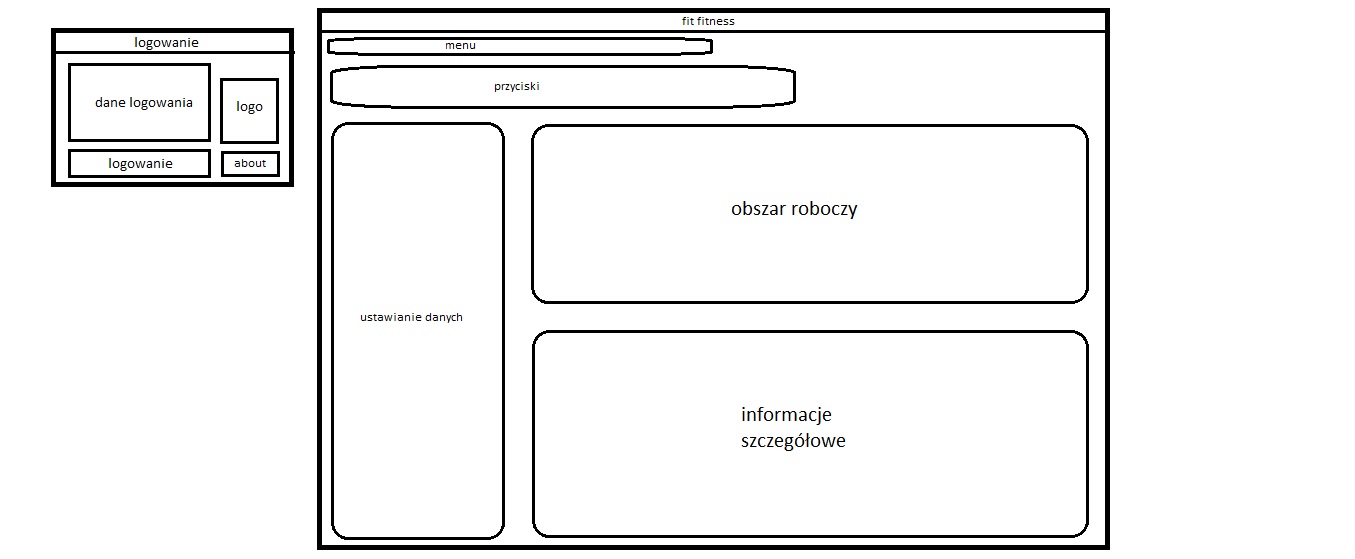 logowanie
dane logowania
logo
logowanie
about
fit fitness
menu
przyciski
ustawianie danych
obszar roboczy
informacje
szczegółowe